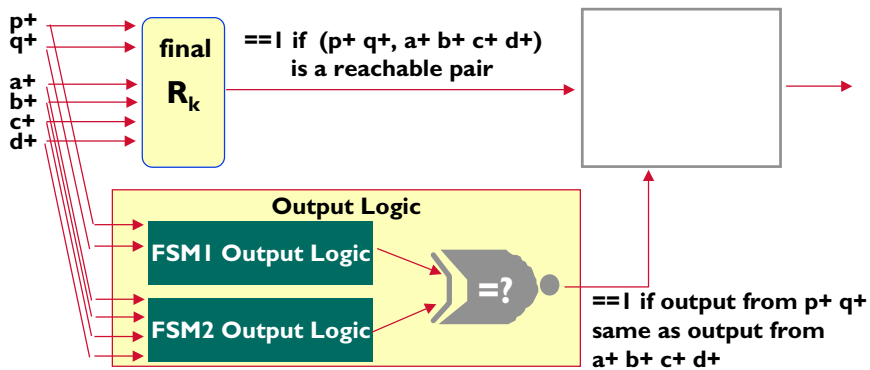 p+
q+
a+
b+
c+
d+
final
Rk
==1 if (p+ q+, a+ b+ c+ d+)
is a reachable pair
Output Logic
FSM1 Output Logic
FSM2 Output Logic
=?
==1 if output from p+ q+
same as output from
a+ b+ c+ d+